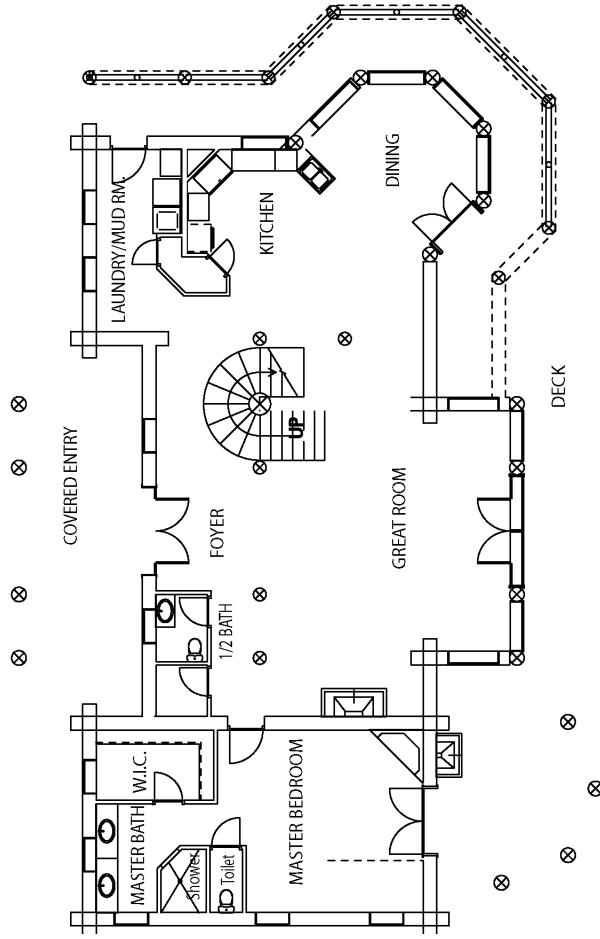 LAUNDRY/MUD RM.
KITCHEN
DINING
DECK
UP
COVERED ENTRY
FOYER
GREAT ROOM
1/2 BATH
W.I.C.
MASTER BATH
Shower
Toilet
MASTER BEDROOM